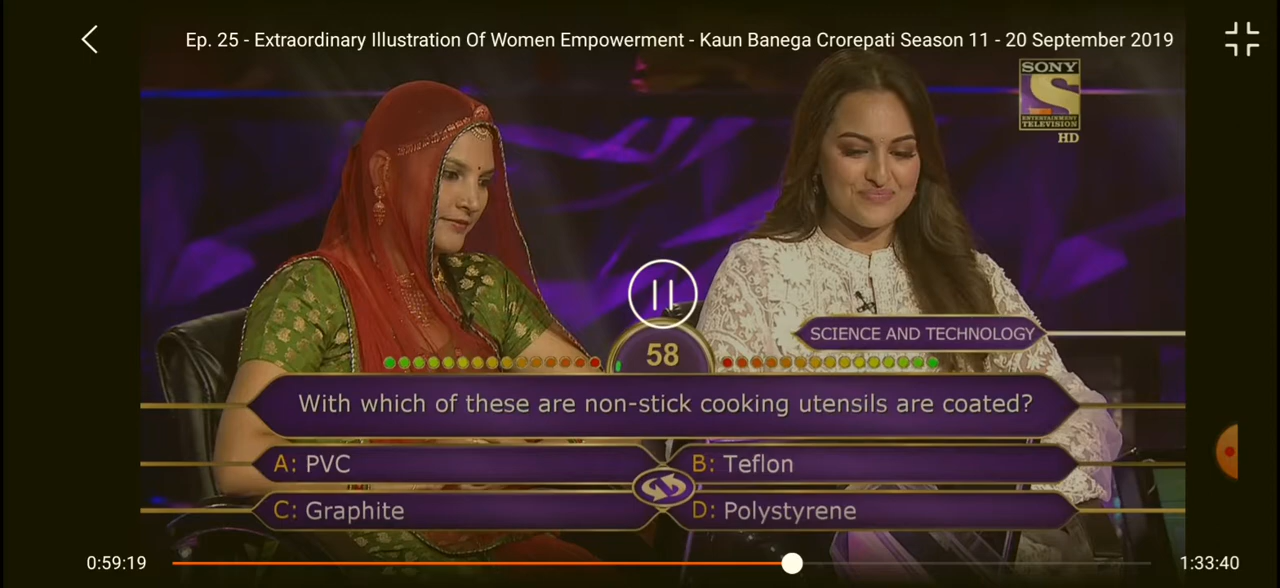 Ep. 25 - Extraordinary Illustration Of Women Empowerment - Kaun Banega Crorepati Season 11 - 20 September 2019
SONY
S
ENTERTAINMENT
TELEVISION
HD
SCIENCE AND TECHNOLOGY
58
With which of these are non-stick cooking utensils are coated?
A: PVC
B: Teflon
C: Graphite
D: Polystyrene
0:59:19
1:33:40